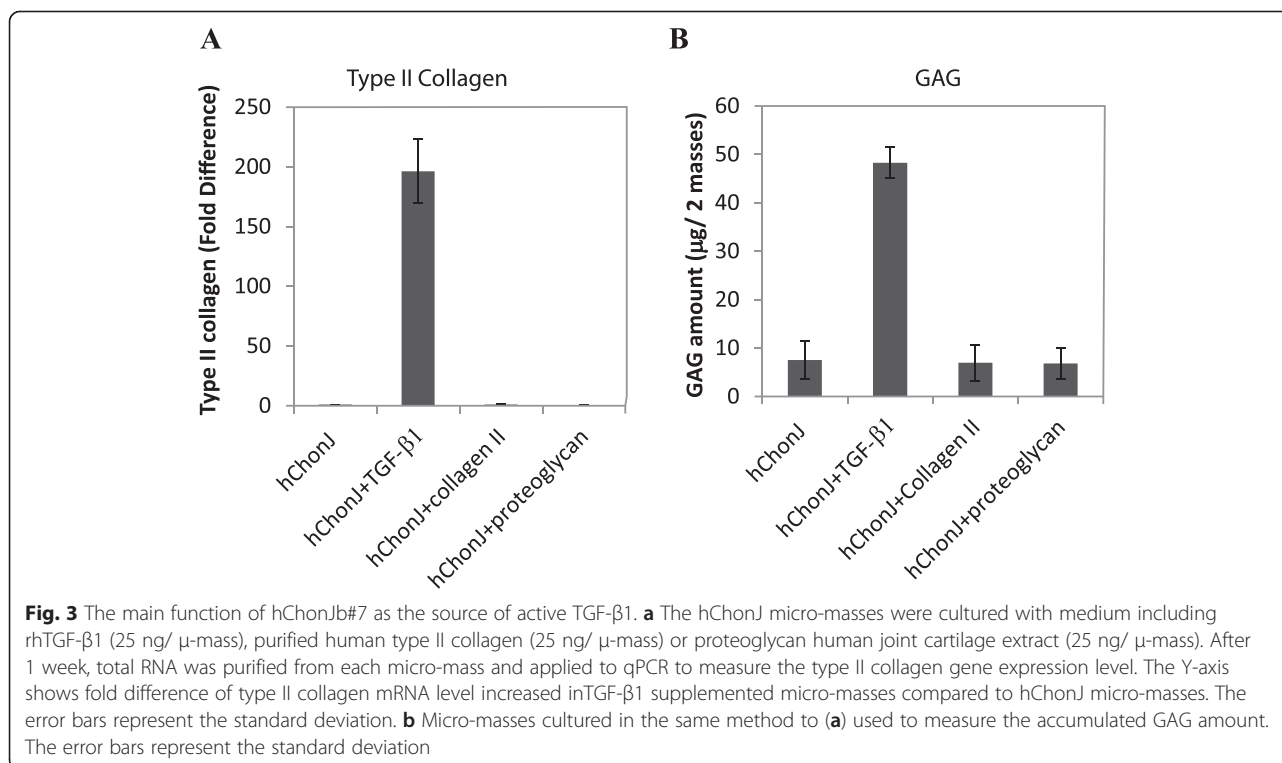 A
Type II Collagen
Type II collagen (Fold Difference)
250
200
150
100
50
0
hChonJ
hChonJ+TGF-β1
hChonJ+collagen II
hChonJ+proteoglycan
B
GAG
GAG amount (µg/ 2 masses)
60
50
40
30
20
10
0
hChonJ
hChonJ+TGF-β1
hChonJ+Collagen II
hChonJ+proteoglycan
Fig. 3 The main function of hChonJb#7 as the source of active TGF-β1. a The hChonJ micro-masses were cultured with medium including
rhTGF-β1 (25 ng/ µ-mass), purified human type II collagen (25 ng/ µ-mass) or proteoglycan human joint cartilage extract (25 ng/ µ-mass). After
1 week, total RNA was purified from each micro-mass and applied to qPCR to measure the type II collagen gene expression level. The Y-axis
shows fold difference of type II collagen mRNA level increased inTGF-β1 supplemented micro-masses compared to hChonJ micro-masses. The
error bars represent the standard deviation. b Micro-masses cultured in the same method to (a) used to measure the accumulated GAG amount.
The error bars represent the standard deviation